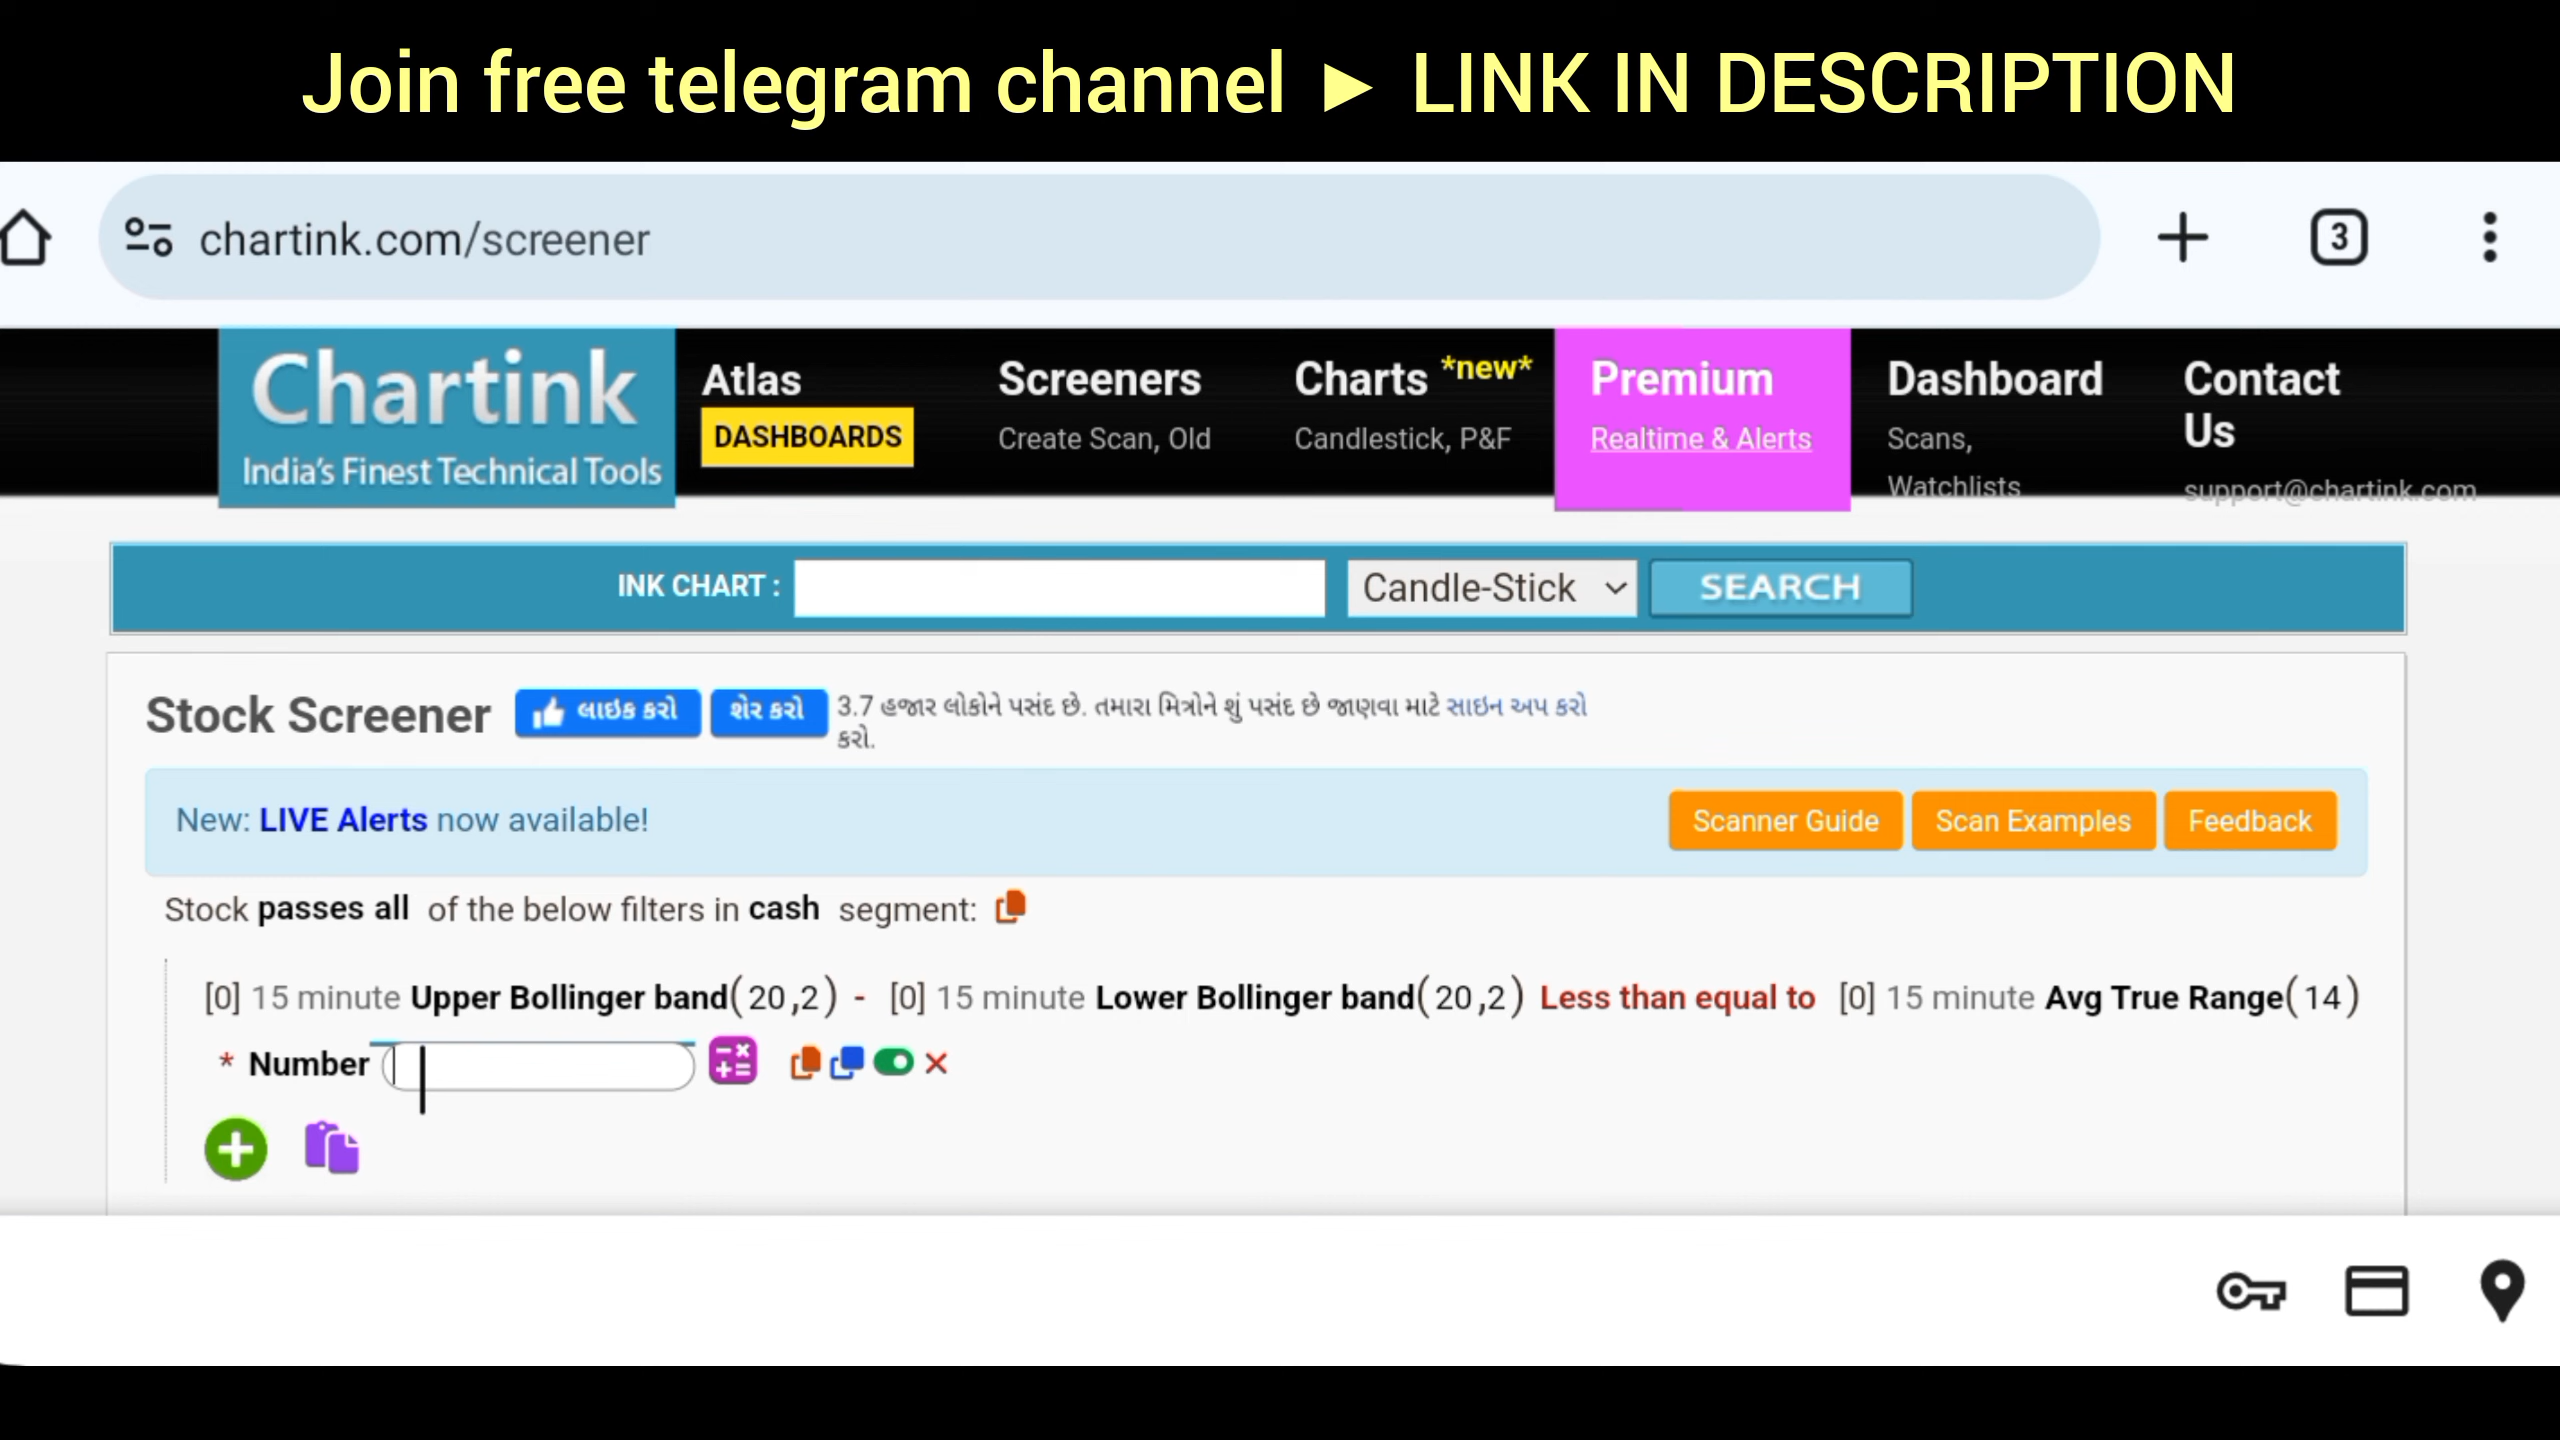 Join free telegram channel ► LINK IN DESCRIPTION
chartink.com/screener
3
Chartink
India's Finest Technical Tools
Atlas
DASHBOARDS
Screeners
Create Scan, Old
Charts *new*
Candlestick, P&F
Premium
Realtime & Alerts
Dashboard
Scans,
Watchlists
Contact
Us
support@chartink.com
INK CHART :
Candle-Stick
SEARCH
Stock Screener
લાઇક કરો
શેર કરો
3.7 હજાર લોકોને પસંદ છે. તમારા મિત્રોને શું પસંદ છે જાણવા માટે સાઇન અપ કરો
કરો.
New: LIVE Alerts now available!
Scanner Guide
Scan Examples
Feedback
Stock passes all of the below filters in cash segment:
[0] 15 minute Upper Bollinger band(20,2) - [0] 15 minute Lower Bollinger band(20,2) Less than equal to [0] 15 minute Avg True Range(14)
* Number